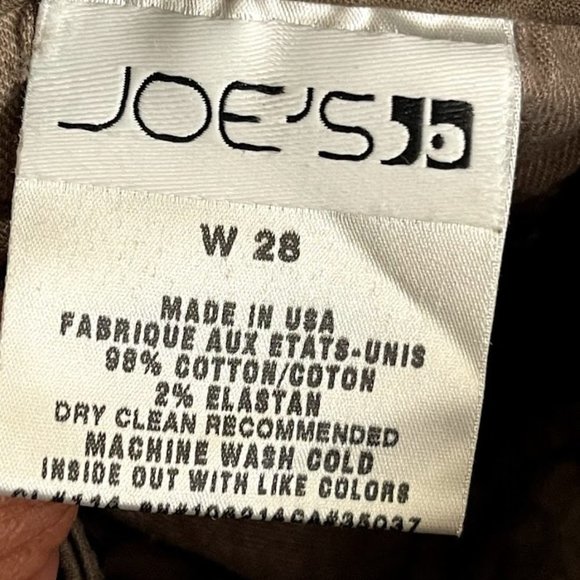 JOE'S
W 28
MADE IN USA
FABRIQUE AUX ETATS-UNIS
98% COTTON/COTON
2% ELASTAN
DRY CLEAN RECOMMENDED
MACHINE WASH COLD
INSIDE OUT WITH LIKE COLORS